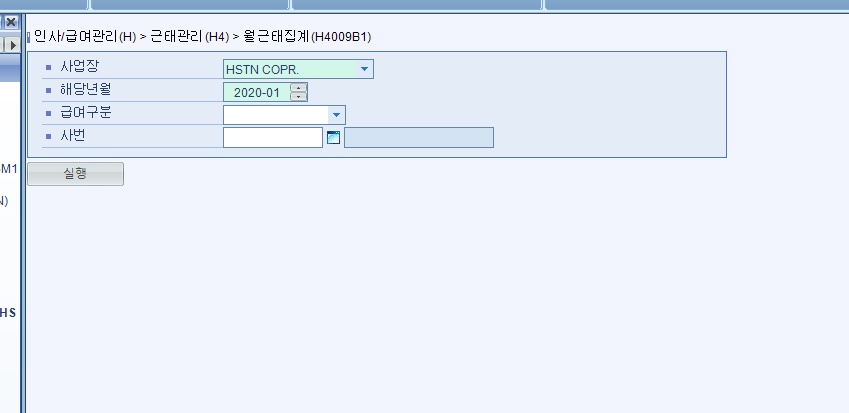 인사/급여관리(H) > 근태관리(H4) > 월근태집계(H4009B1)
사업장 HSTN COPR.
해당년월 2020-01
급여구분
사번
M1
N)
실행
HS